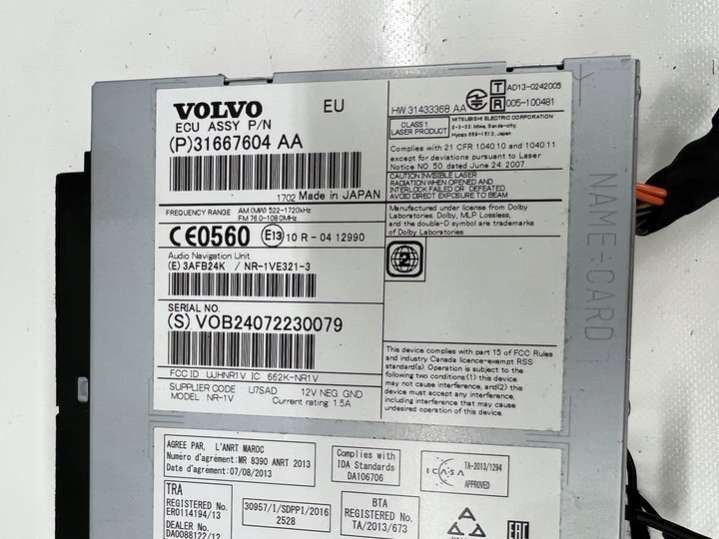 VOLVO
EU
ECU ASSY P/N
(P)31667604 AA
1702 Made in JAPAN
FREQUENCY RANGE AM (MW) 522-1720kHz
FM 76.0-108.0MHz
CE0560 E13 10 R - 04 12990
Audio Navigation Unit
(E) 3AFB24K / NR-1VE321-3
SERIAL NO.
(S) VOB24072230079
FCC ID UJHNR1V IC 662K-NR1V
SUPPLIER CODE U7SAD 12V NEG GND
MODEL: NR-1V Current rating 15A
HW 31433368 AA
T AD13-0242005
R 005-100481
CLASS 1
LASER PRODUCT
MITSUBISHI ELECTRIC CORPORATION
Complies with 21 CFR 1040.10 and 1040.11
except for deviations pursuant to Laser
Notice NO. 50, dated June 24, 2007.
CAUTION INVISIBLE LASER
RADIATION WHEN OPENED AND
INTERLOCK FAILED OR DEFEATED
AVOID DIRECT EXPOSURE TO BEAM
Manufactured under license from Dolby
Laboratories. Dolby, MLP Lossless,
and the double-D symbol are trademarks
of Dolby Laboratories
2
This device complies with part 15 of FCC Rules
and Industry Canada licence-exempt RSS
standard(s). Operation is subject to the
following two conditions:(1) this device
may not cause interference, and(2) this
device must accept any interference,
including interference that may cause
undesired operation of this device.
NAME-CARD
AGREE PAR. L'ANRT MAROC
Numéro d'agrément:MR 8390 ANRT 2013
Date d'agrément:07/08/2013
Complies with
IDA Standards
DA106706
ICASA
TA-2013/1294
APPROVED
TRA
REGISTERED No.
ER0114194/13
DEALER No.
DA0088122/12
30957/I/SDPPI/2016
2528
BTA
REGISTERED No.
TA/2013/673
EAC